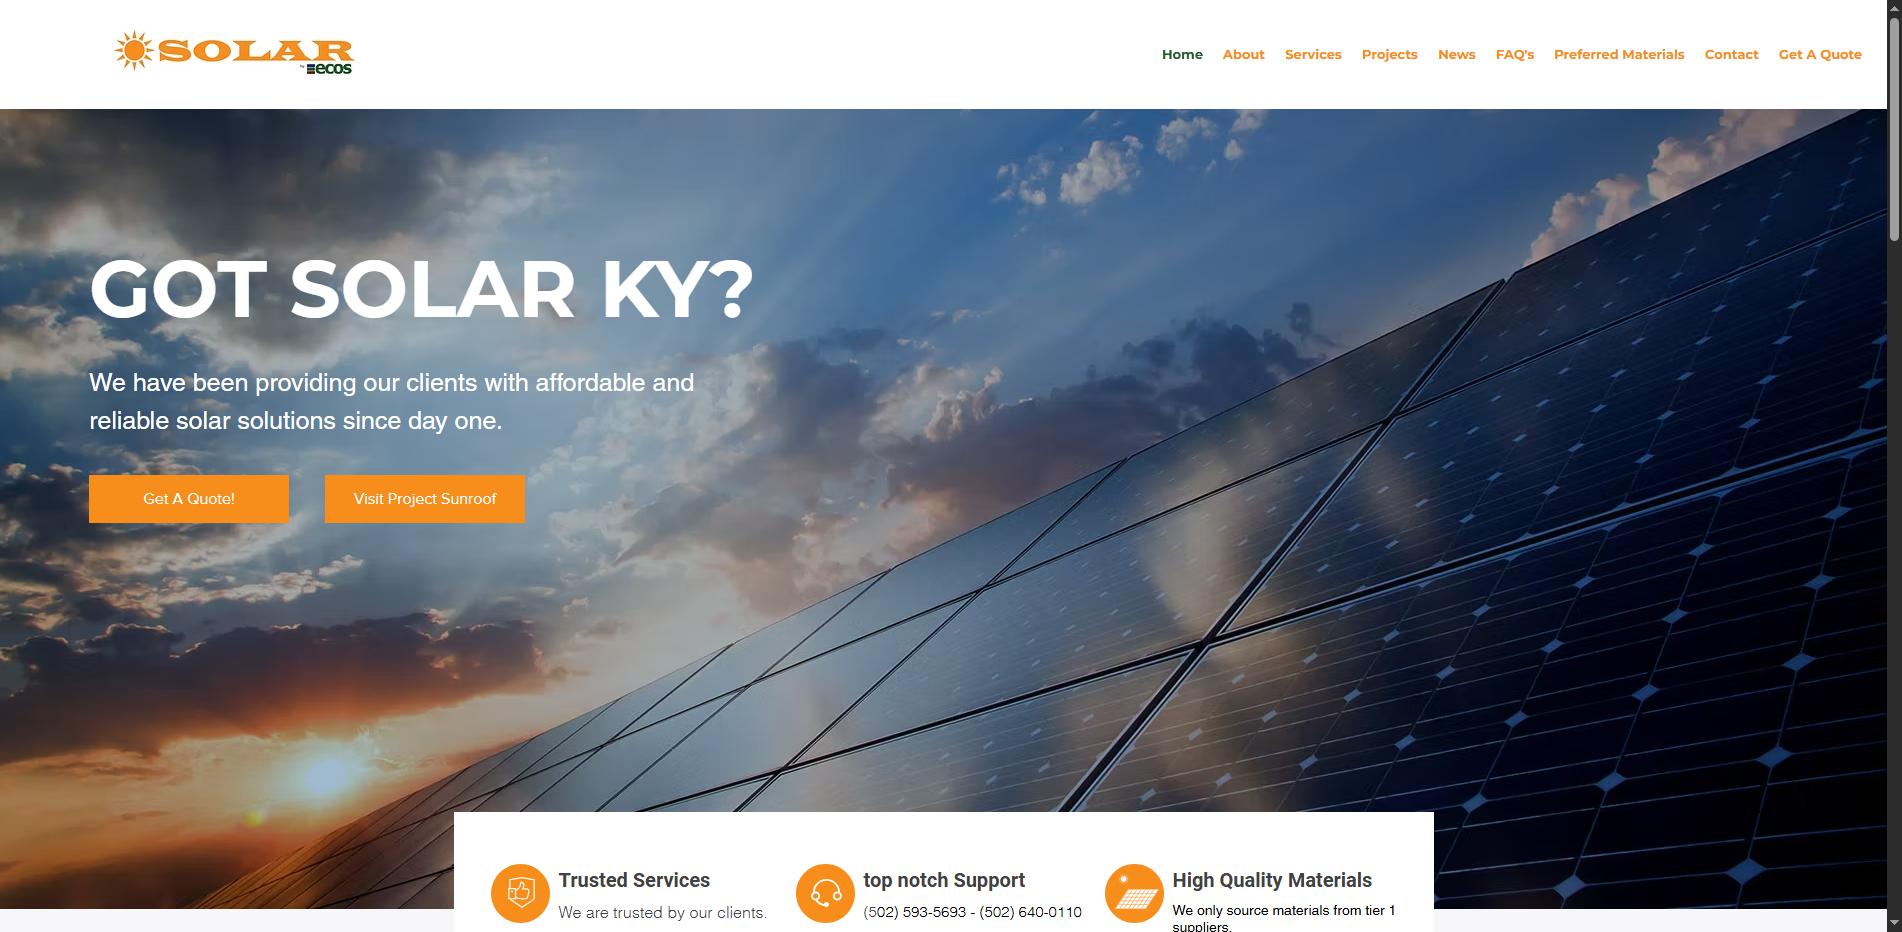 SOLAR
by ecos
Home About Services Projects News FAQ's Preferred Materials Contact Get A Quote
GOT SOLAR KY?
We have been providing our clients with affordable and
reliable solar solutions since day one.
Get A Quote!
Visit Project Sunroof
Trusted Services
We are trusted by our clients.
top notch Support
(502) 593-5693 - (502) 640-0110
High Quality Materials
We only source materials from tier 1
suppliers.